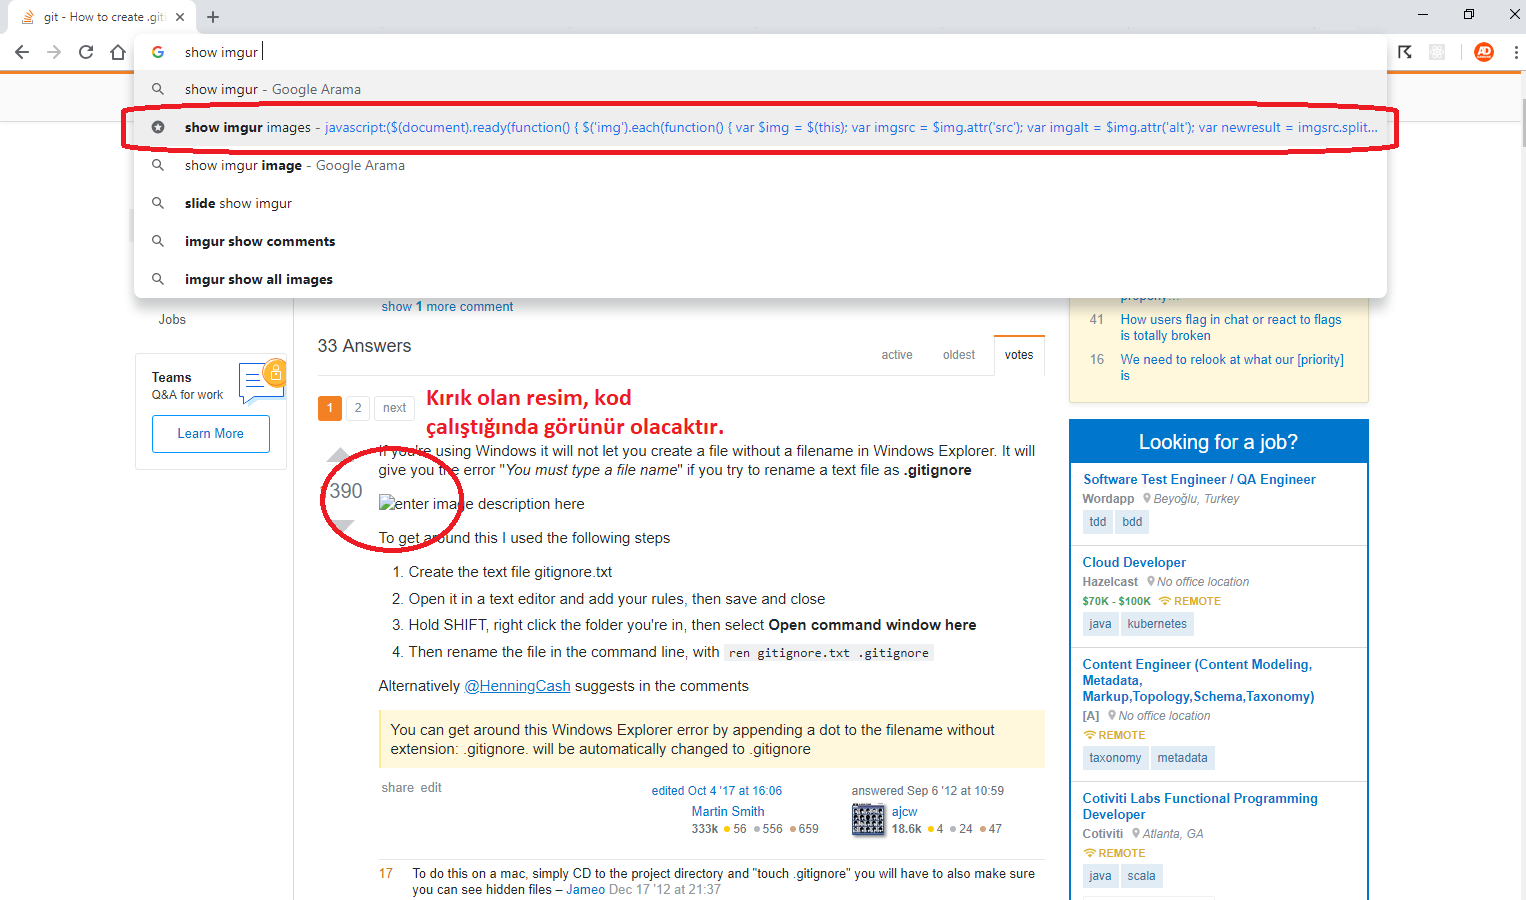 git - How to create .giti
show imgur
show imgur - Google Arama
show imgur images - javascript:($(document).ready(function() { $('img').each(function() { var $img = $(this); var imgsrc = $img.attr('src'); var imgalt = $img.attr('alt'); var newresult = imgsrc.split...
show imgur image - Google Arama
slide show imgur
imgur show comments
imgur show all images
show 1 more comment
Jobs
Teams
Q&A for work
Learn More
33 Answers
active oldest votes
1 2 next
Kırık olan resim, kod
çalıştığında görünür olacaktır.
If you're using Windows it will not let you create a file without a filename in Windows Explorer. It will
give you the error "You must type a file name" if you try to rename a text file as .gitignore
390
enter image description here
To get around this I used the following steps
1. Create the text file gitignore.txt
2. Open it in a text editor and add your rules, then save and close
3. Hold SHIFT, right click the folder you're in, then select Open command window here
4. Then rename the file in the command line, with ren gitignore.txt .gitignore
Alternatively @HenningCash suggests in the comments
You can get around this Windows Explorer error by appending a dot to the filename without
extension: .gitignore. will be automatically changed to .gitignore
share edit
edited Oct 4 '17 at 16:06
Martin Smith
333k 56 556 659
answered Sep 6 '12 at 10:59
ajcw
18.6k 4 24 47
17 To do this on a mac, simply CD to the project directory and "touch .gitignore" you will have to also make sure
you can see hidden files – Jameo Dec 17 '12 at 21:37
41 How users flag in chat or react to flags
is totally broken
16 We need to relook at what our [priority]
is
Looking for a job?
Software Test Engineer / QA Engineer
Wordapp Beyoğlu, Turkey
tdd bdd
Cloud Developer
Hazelcast No office location
$70K - $100K REMOTE
java kubernetes
Content Engineer (Content Modeling,
Metadata,
Markup,Topology,Schema,Taxonomy)
[A] No office location
REMOTE
taxonomy metadata
Cotiviti Labs Functional Programming
Developer
Cotiviti Atlanta, GA
REMOTE
java scala